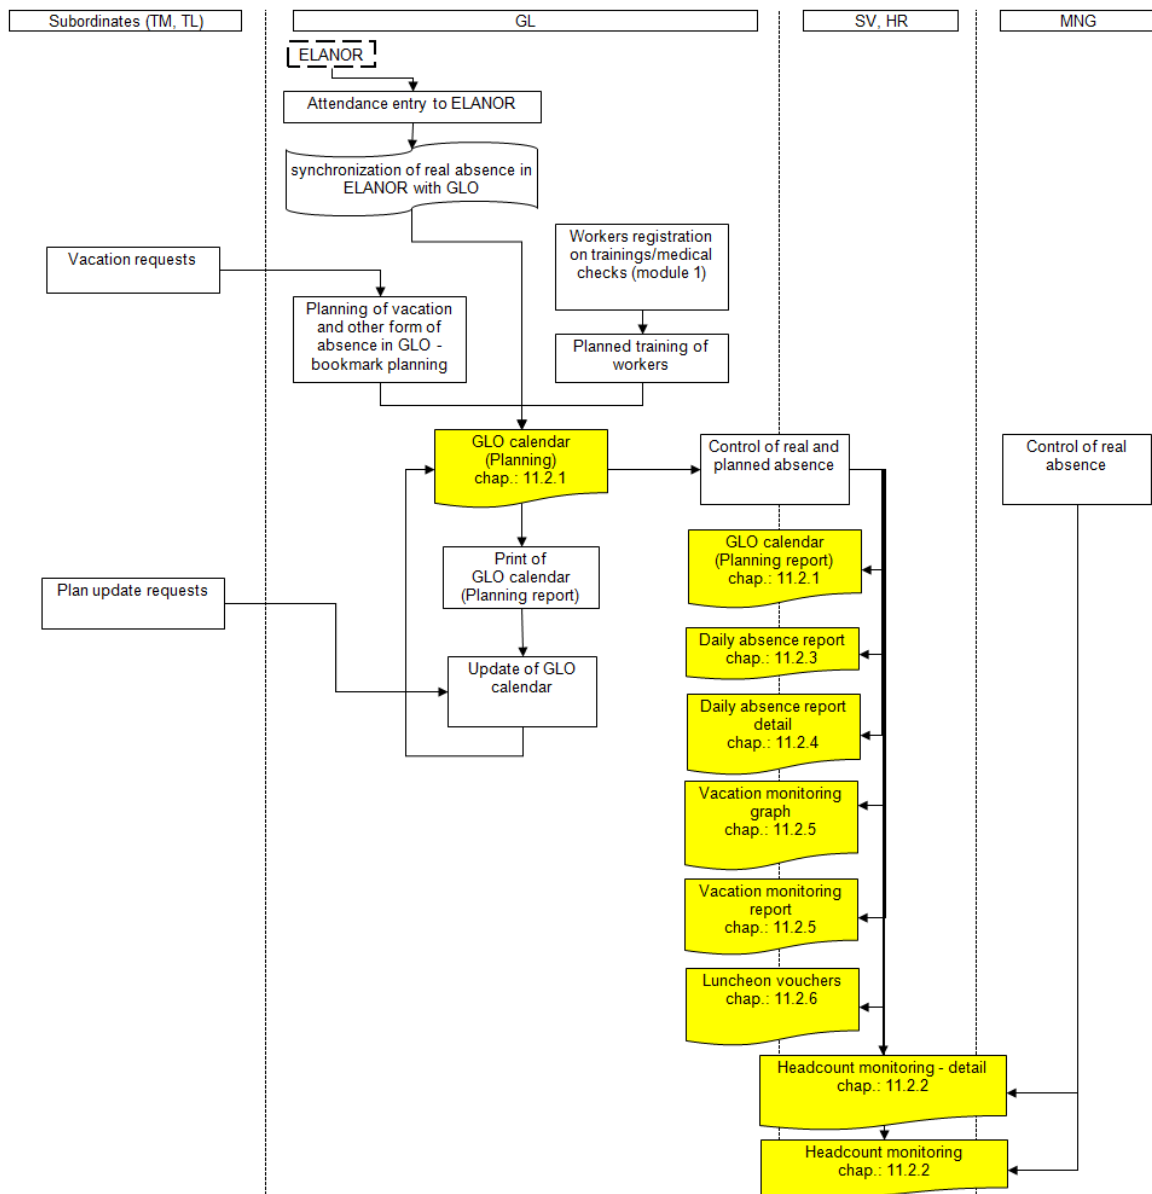 Subordinates (TM, TL)
GL
SV, HR
MNG
ELANOR
Attendance entry to ELANOR
synchronization of real absence in
ELANOR with GLO
Vacation requests
Workers registration
on trainings/medical
checks (module 1)
Planning of vacation
and other form of
absence in GLO -
bookmark planning
Planned training of
workers
GLO calendar
(Planning)
chap.: 11.2.1
Control of real and
planned absence
Control of real
absence
GLO calendar
(Planning report)
chap.: 11.2.1
Print of
GLO calendar
(Planning report)
Plan update requests
Daily absence report
chap.: 11.2.3
Update of GLO
calendar
Daily absence report
detail
chap.: 11.2.4
Vacation monitoring
graph
chap.: 11.2.5
Vacation monitoring
report
chap.: 11.2.5
Luncheon vouchers
chap.: 11.2.6
Headcount monitoring - detail
chap.: 11.2.2
Headcount monitoring
chap.: 11.2.2